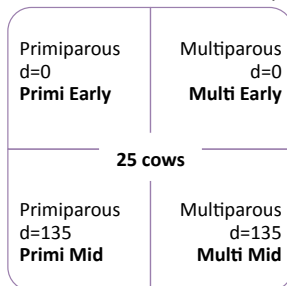 Primiparous
d=0
Primi Early
Multiparous
d=0
Multi Early
25 cows
Primiparous
d=135
Primi Mid
Multiparous
d=135
Multi Mid